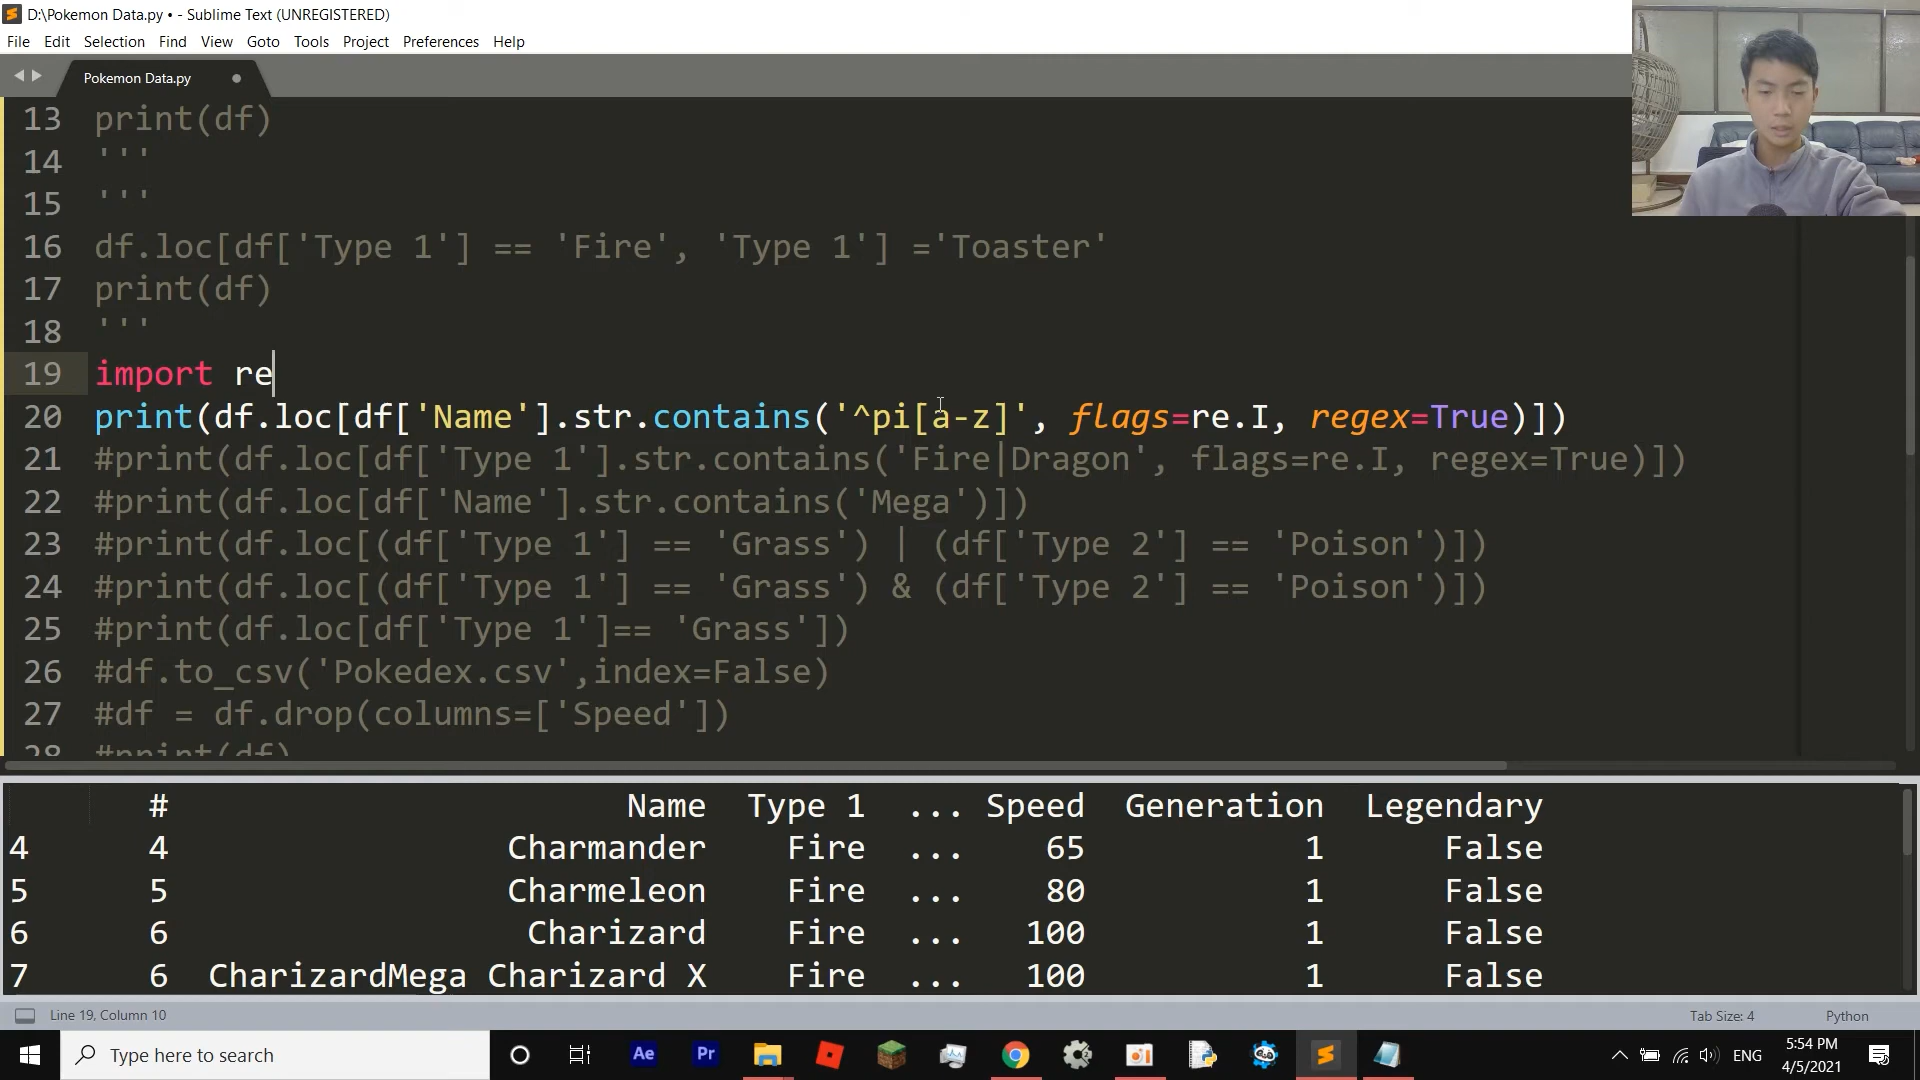 D:\Pokemon Data.py • - Sublime Text (UNREGISTERED)
File Edit Selection Find View Goto Tools Project Preferences Help
Pokemon Data.py
13 print(df)
14 '''
15 '''
16 df.loc[df['Type 1'] == 'Fire', 'Type 1'] ='Toaster'
17 print(df)
18 '''
19 import re
20 print(df.loc[df['Name'].str.contains('^pi[a-z]', flags=re.I, regex=True)])
21 #print(df.loc[df['Type 1'].str.contains('Fire|Dragon', flags=re.I, regex=True)])
22 #print(df.loc[df['Name'].str.contains('Mega')])
23 #print(df.loc[(df['Type 1'] == 'Grass') | (df['Type 2'] == 'Poison')])
24 #print(df.loc[(df['Type 1'] == 'Grass') & (df['Type 2'] == 'Poison')])
25 #print(df.loc[df['Type 1']== 'Grass'])
26 #df.to_csv('Pokedex.csv',index=False)
27 #df = df.drop(columns=['Speed'])
28 #print(df)
# Name Type 1 ... Speed Generation Legendary
4 4 Charmander Fire ... 65 1 False
5 5 Charmeleon Fire ... 80 1 False
6 6 Charizard Fire ... 100 1 False
7 6 CharizardMega Charizard X Fire ... 100 1 False
Line 19, Column 10 Tab Size: 4 Python
Type here to search Ae Pr ENG 5:54 PM
4/5/2021